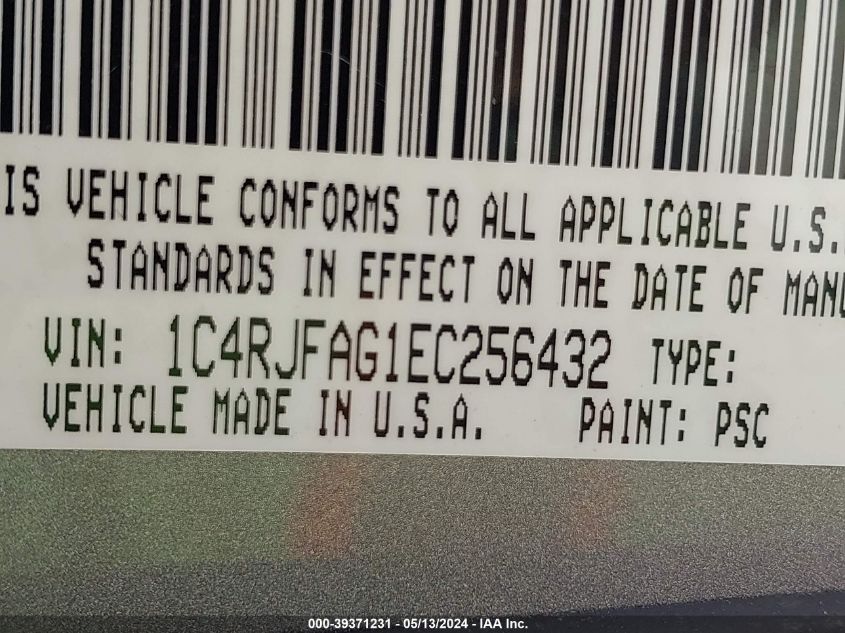 IS VEHICLE CONFORMS TO ALL APPLICABLE U.S.
STANDARDS IN EFFECT ON THE DATE OF
VIN: 1C4RJFAG1EC256432 TYPE:
VEHICLE MADE IN U.S.A. PAINT: PSC
000-39371231 - 05/13/2024 - IAA Inc.